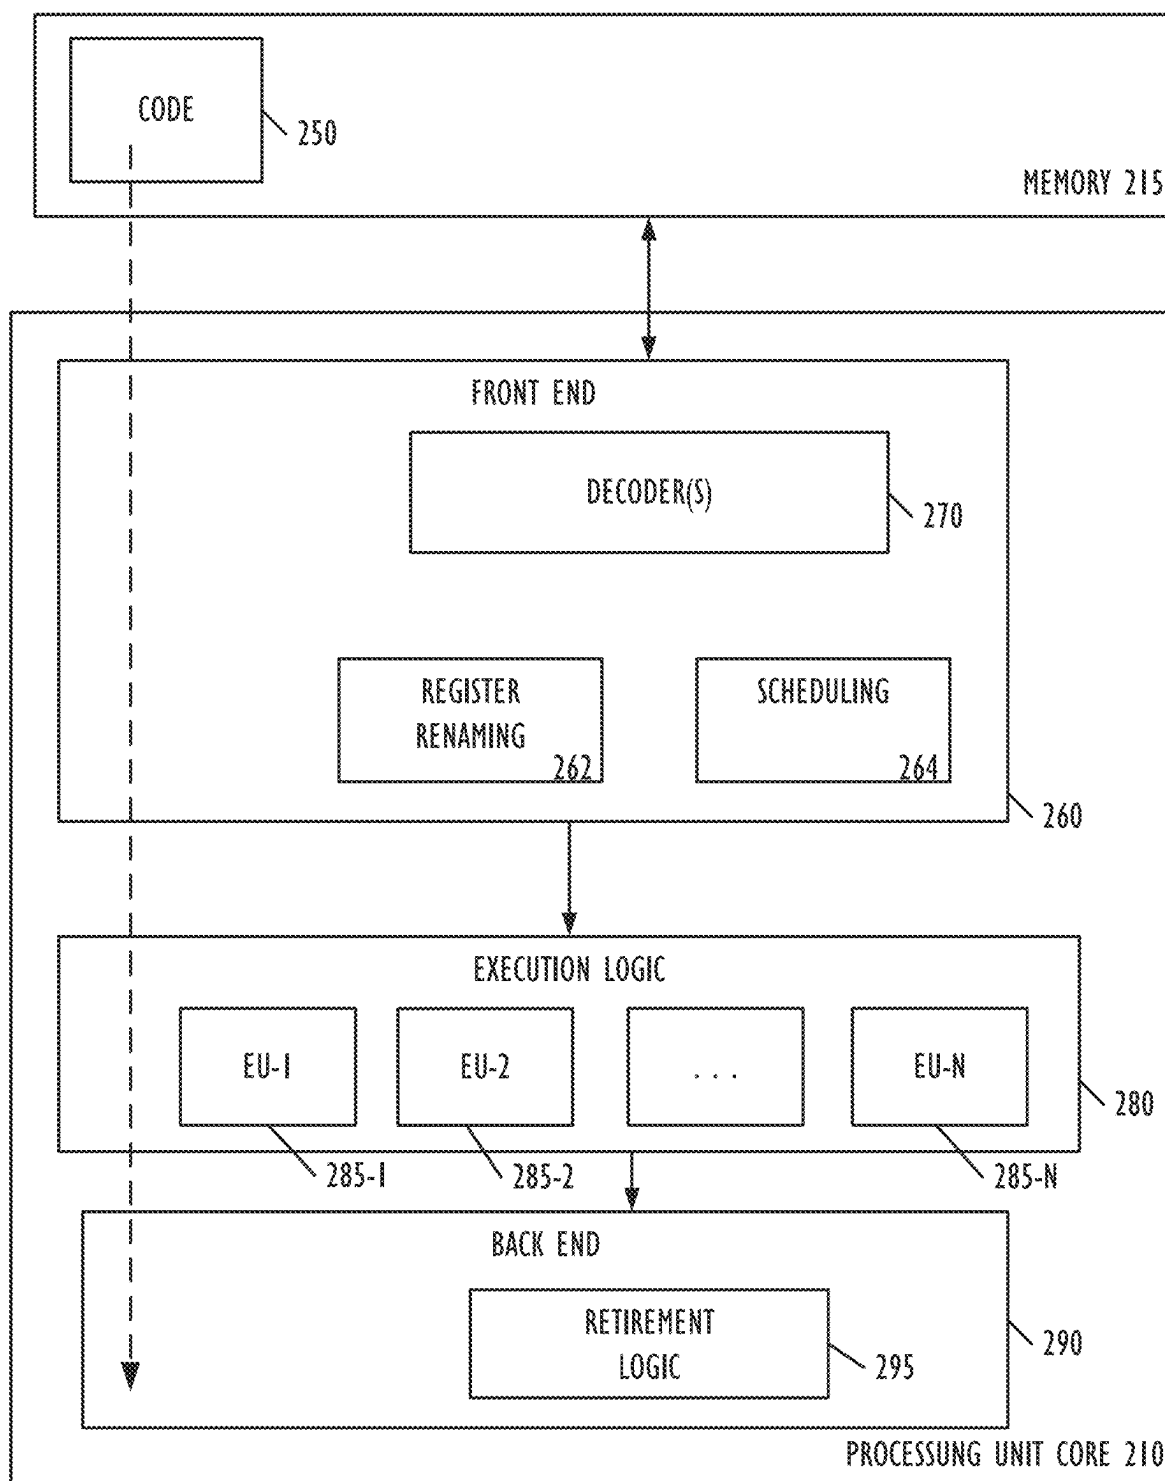 CODE
250
MEMORY 215
FRONT END
DECODER(S)
270
REGISTER
RENAMING
262
SCHEDULING
264
260
EXECUTION LOGIC
EU-1
EU-2
. . .
EU-N
280
285-1
285-2
285-N
BACK END
RETIREMENT
LOGIC
295
290
PROCESSUNG UNIT CORE 210